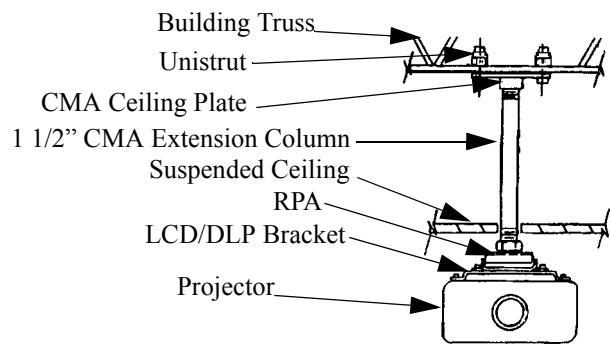 Building Truss
Unistrut
CMA Ceiling Plate
1 1/2” CMA Extension Column
Suspended Ceiling
RPA
LCD/DLP Bracket
Projector